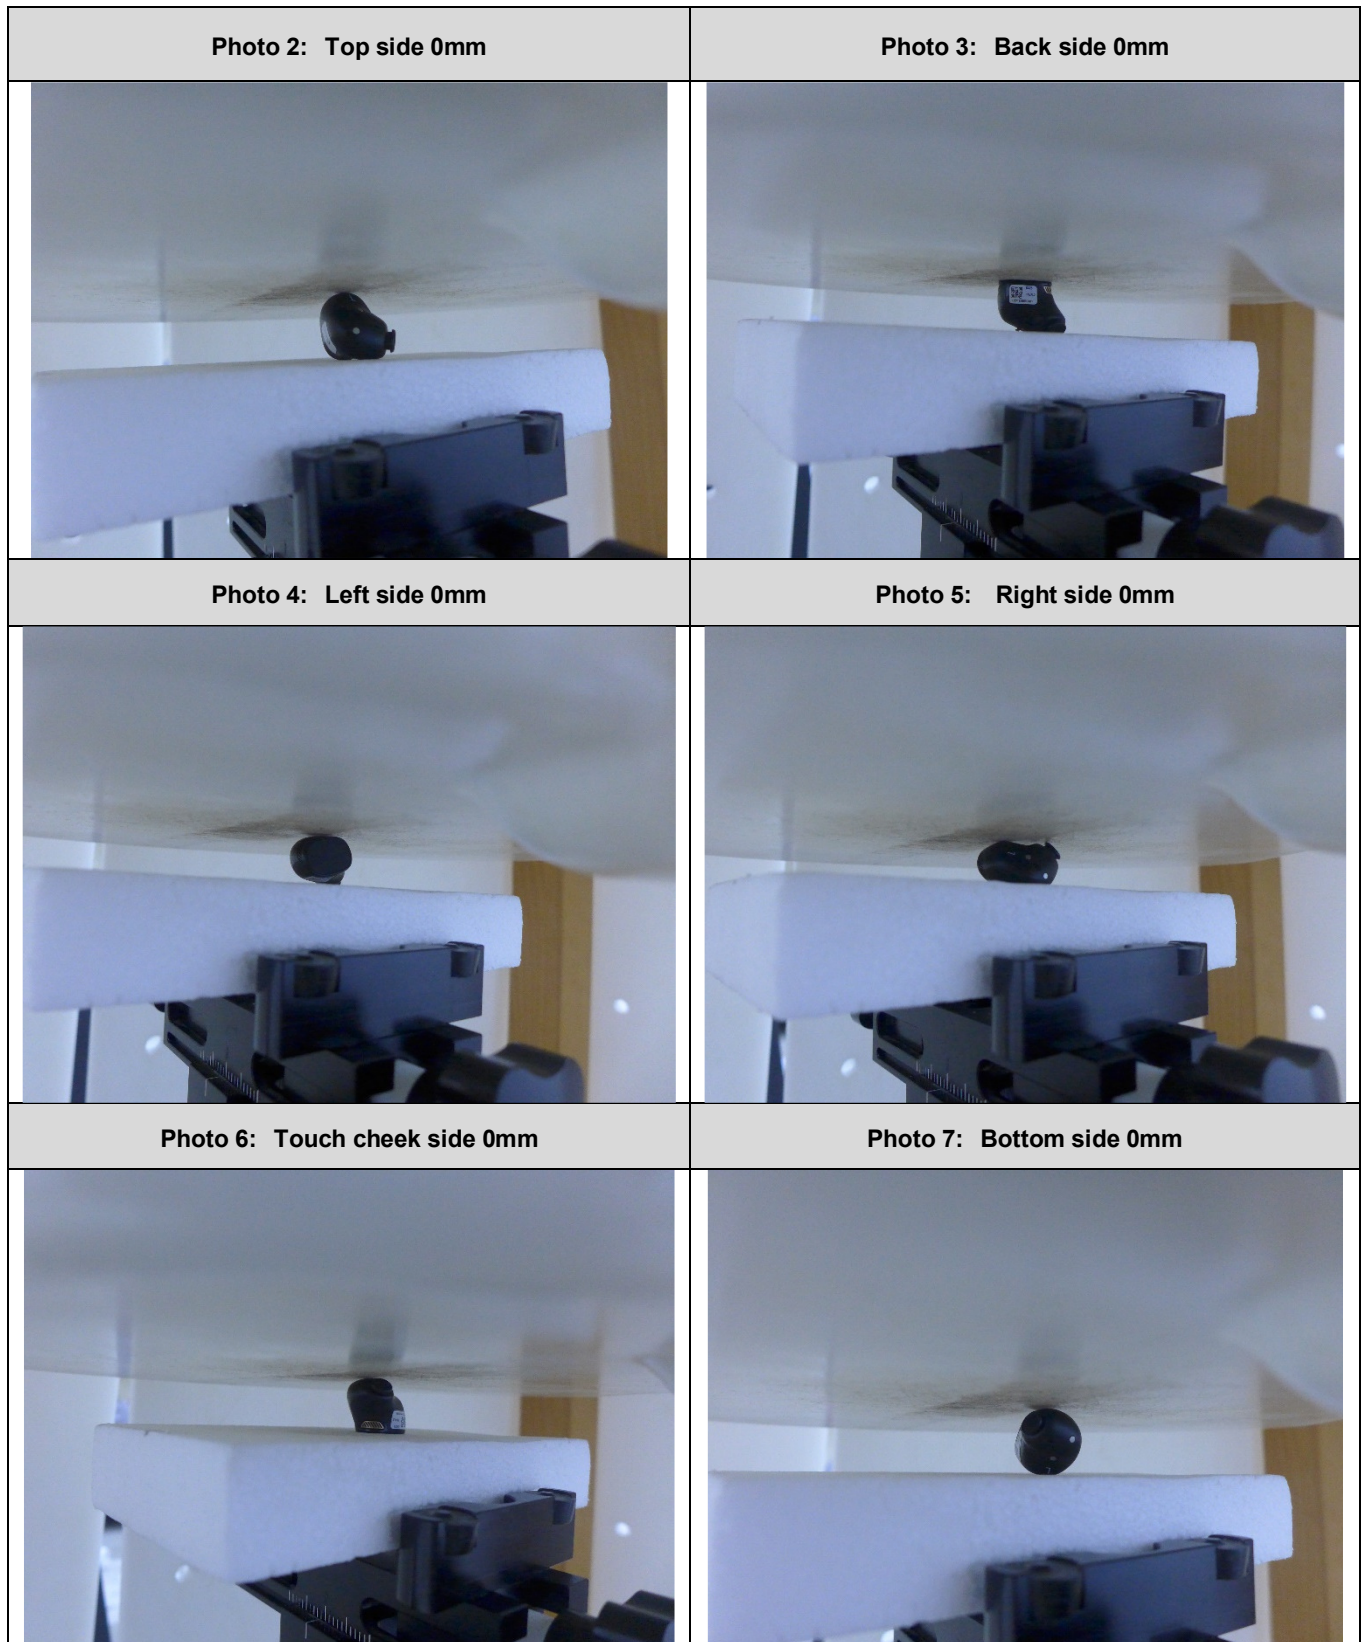 Photo 2: Top side 0mm
Photo 3: Back side 0mm
Photo 4: Left side 0mm
Photo 5: Right side 0mm
Photo 6: Touch cheek side 0mm
Photo 7: Bottom side 0mm